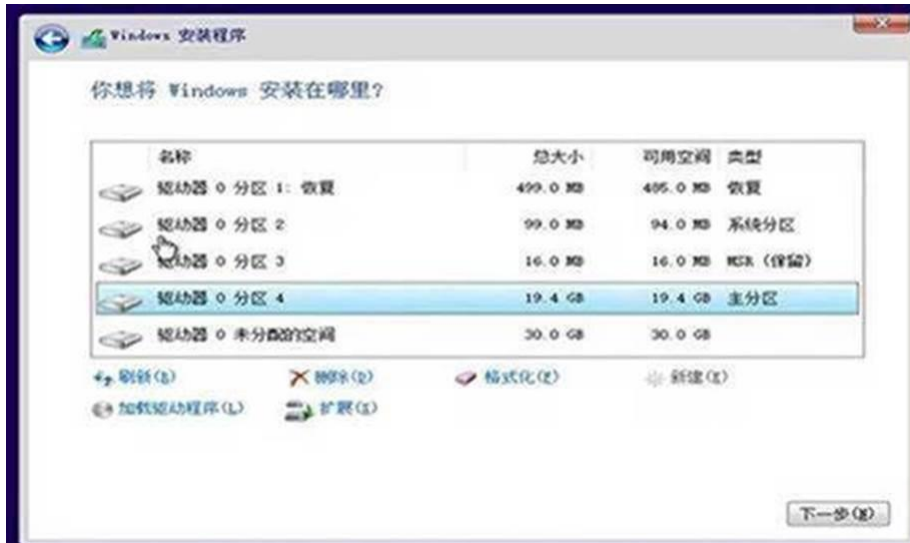 Windows 安装程序
你想将 Windows 安装在哪里?
名称 总大小 可用空间 类型
驱动器 0 分区 1: 恢复 499.0 MB 485.0 MB 恢复
驱动器 0 分区 2 99.0 MB 94.0 MB 系统分区
驱动器 0 分区 3 16.0 MB 16.0 MB MSR (保留)
驱动器 0 分区 4 19.4 GB 19.4 GB 主分区
驱动器 0 未分配的空间 30.0 GB 30.0 GB
刷新(R) 删除(D) 格式化(F) 新建(E)
加载驱动程序(L) 扩展(X)
下一步(N)